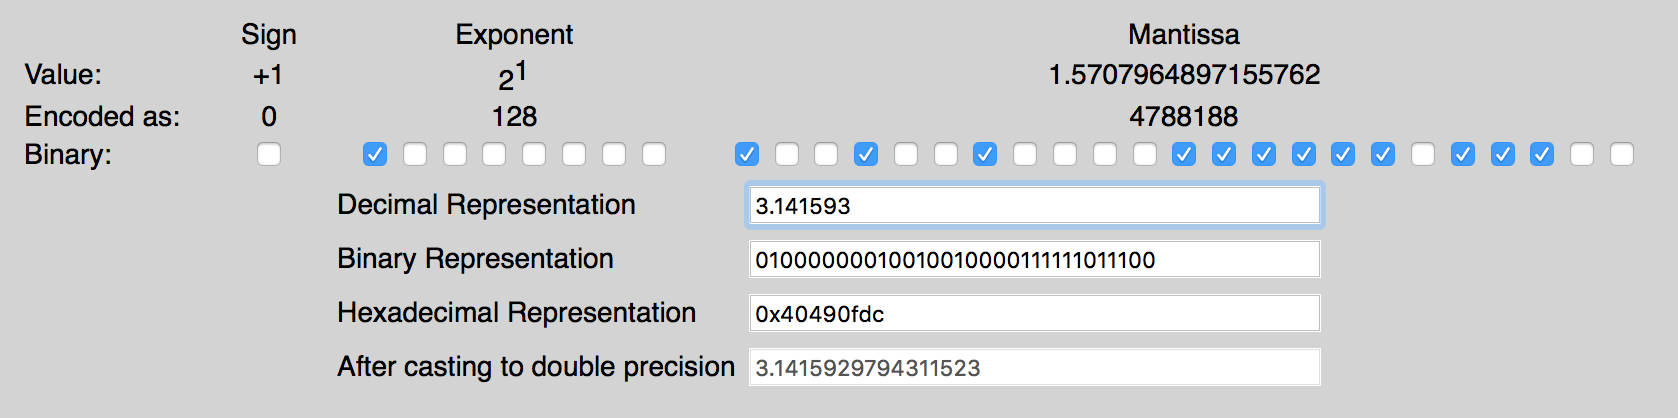 Sign Exponent Mantissa
Value: +1 2^1 1.5707964897155762
Encoded as: 0 128 4788188
Binary:
Decimal Representation 3.141593
Binary Representation 01000000010010010000111111011100
Hexadecimal Representation 0x40490fdc
After casting to double precision 3.1415929794311523